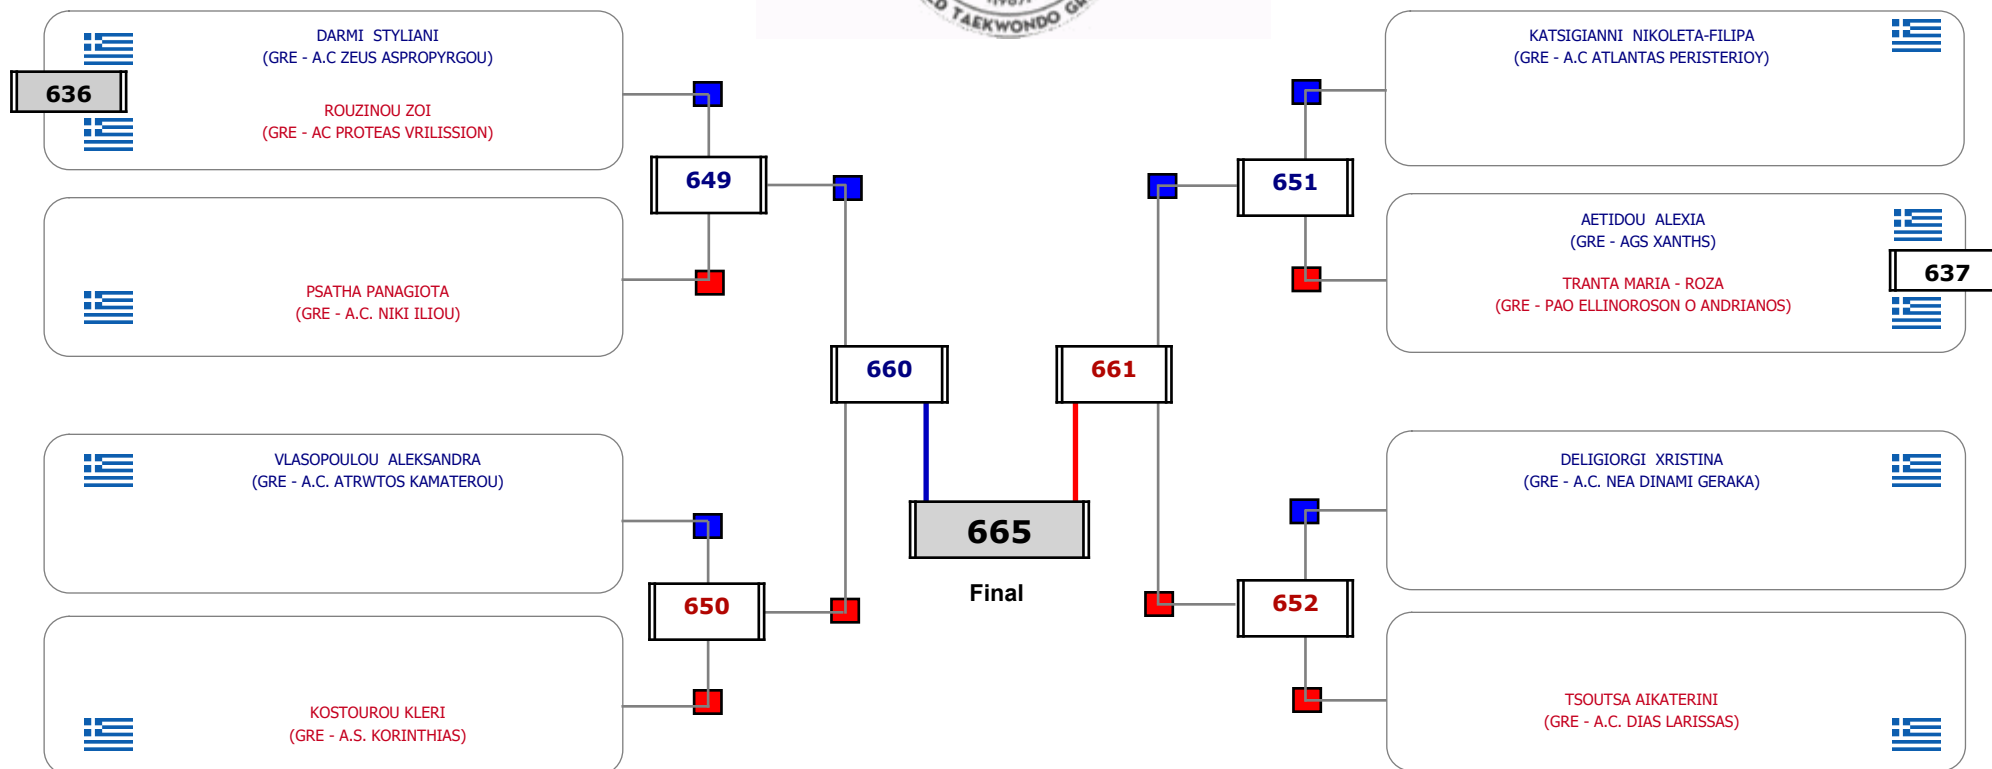 D TAEKWONDO G
DARMI STYLIANI
(GRE - A.C ZEUS ASPROPYRGOU)
636
ROUZINOU ZOI
(GRE - AC PROTEAS VRILISSION)
649
PSATHA PANAGIOTA
(GRE - A.C. NIKI ILIOU)
660
VLASOPOULOU ALEKSANDRA
(GRE - A.C. ATRWTOS KAMATEROU)
650
KOSTOUROU KLERI
(GRE - A.S. KORINTHIAS)
665
Final
KATSIGIANNI NIKOLETA-FILIPA
(GRE - A.C ATLANTAS PERISTERIOY)
651
AETIDOU ALEXIA
(GRE - AGS XANTHS)
637
TRANTA MARIA - ROZA
(GRE - PAO ELLINOROSON O ANDRIANOS)
661
DELIGIORGI XRISTINA
(GRE - A.C. NEA DINAMI GERAKA)
652
TSOUTSA AIKATERINI
(GRE - A.C. DIAS LARISSAS)